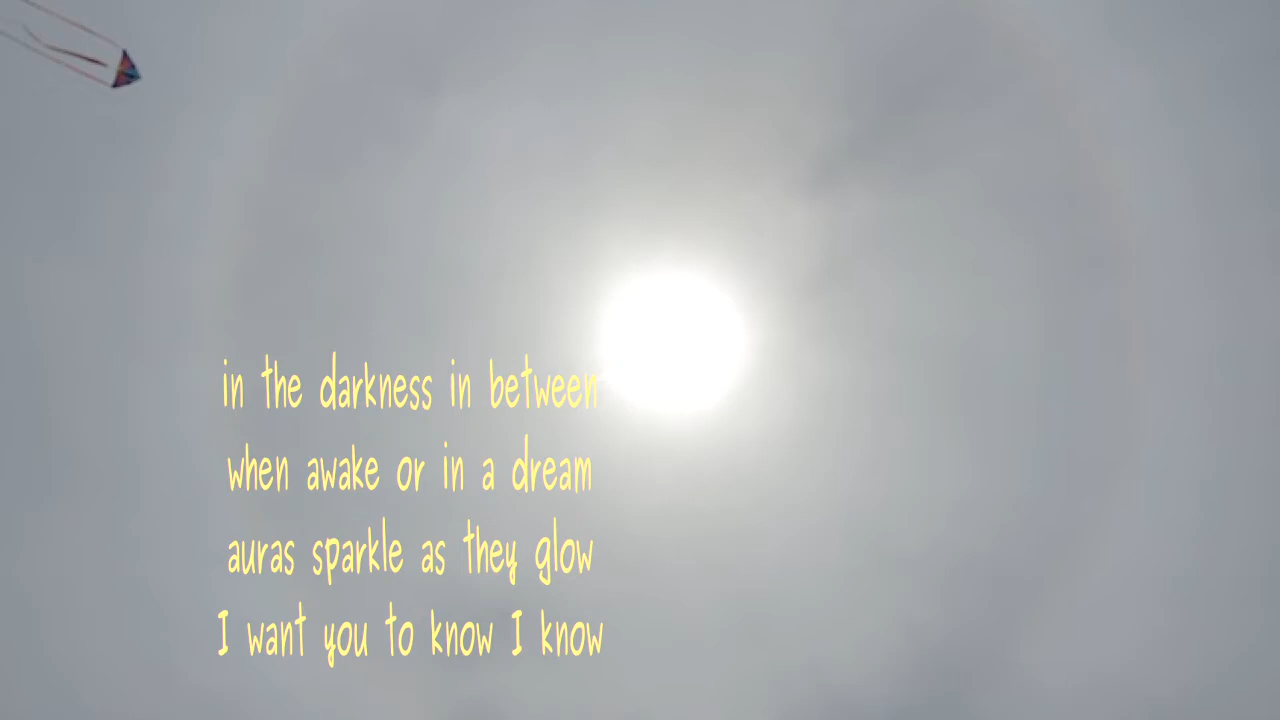 in the darkness in between
when awake or in a dream
auras sparkle as they glow
I want you to know I know